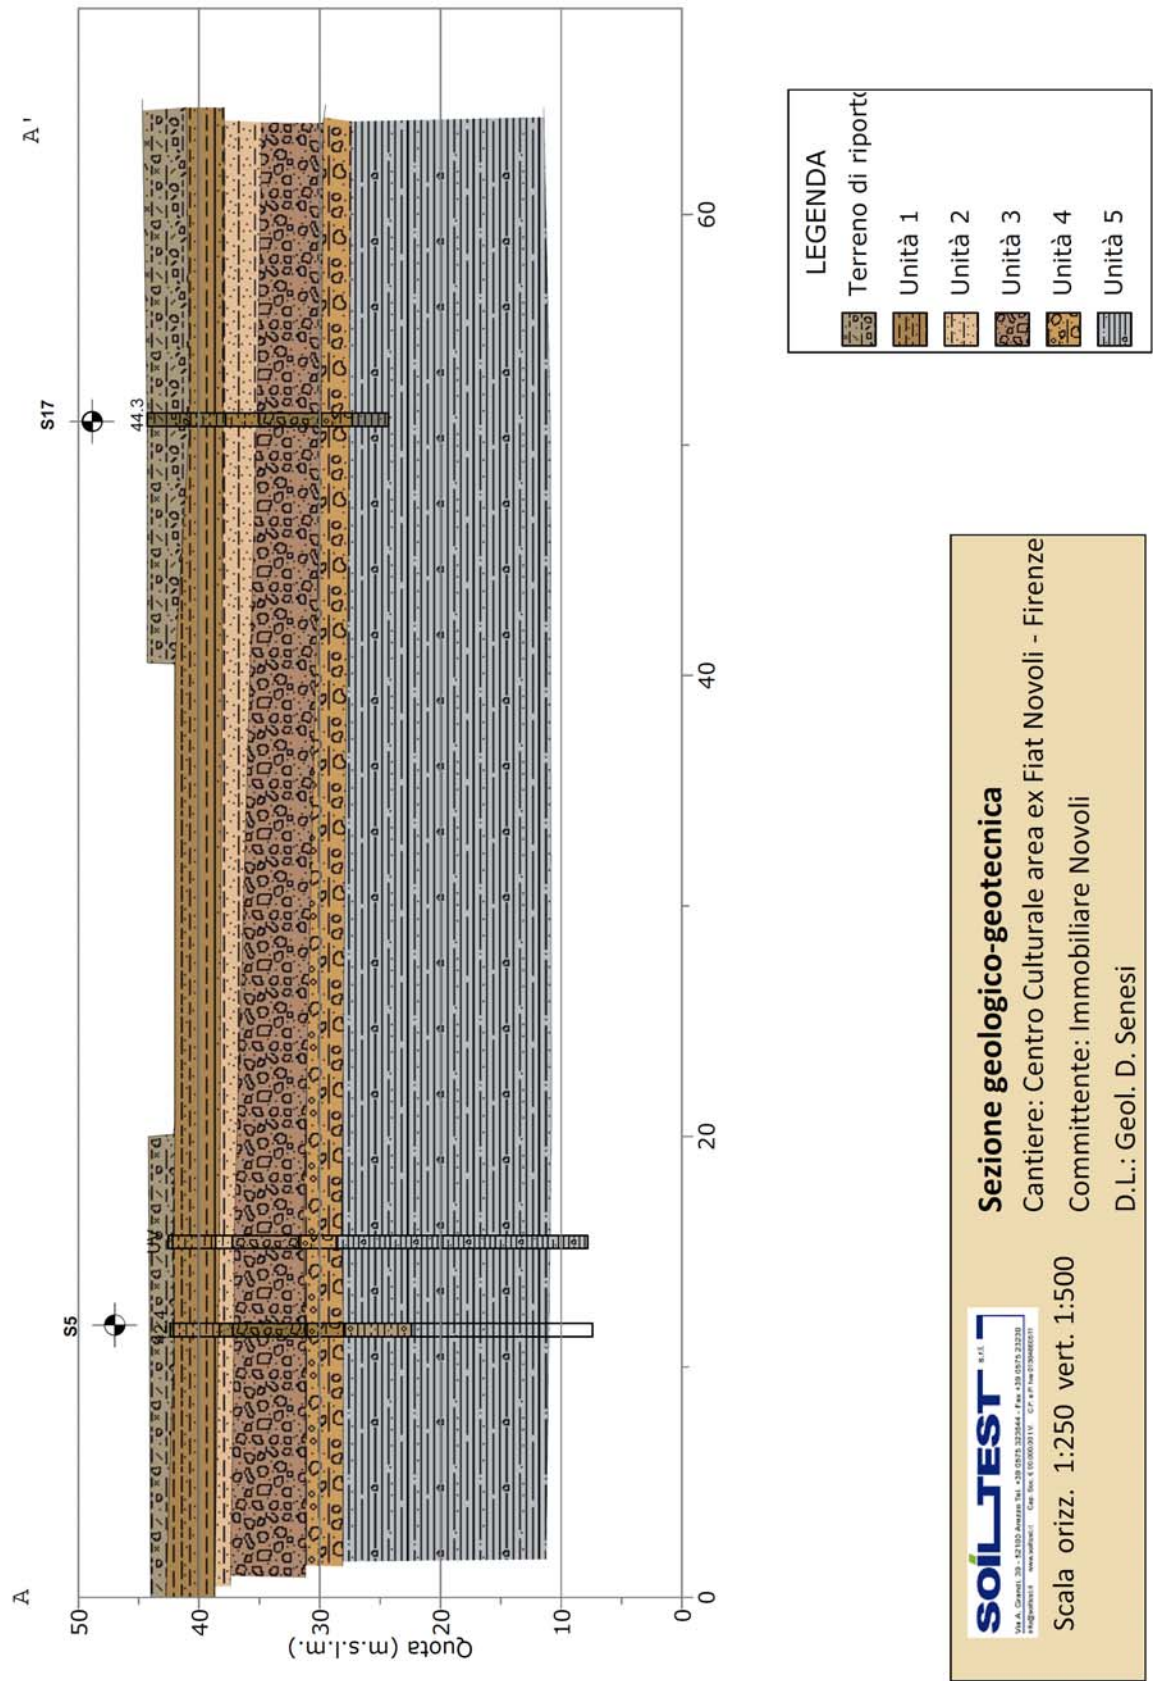 A
A'
S5
S17
42.4
44.3
50
40
30
20
10
0
Quota (m.s.l.m.)
0
20
40
60
LEGENDA
Terreno di riporto
Unità 1
Unità 2
Unità 3
Unità 4
Unità 5
SOILTEST s.r.l.
Sezione geologico-geotecnica
Cantiere: Centro Culturale area ex Fiat Novoli - Firenze
Committente: Immobiliare Novoli
D.L.: Geol. D. Senesi
Scala orizz. 1:250 vert. 1:500